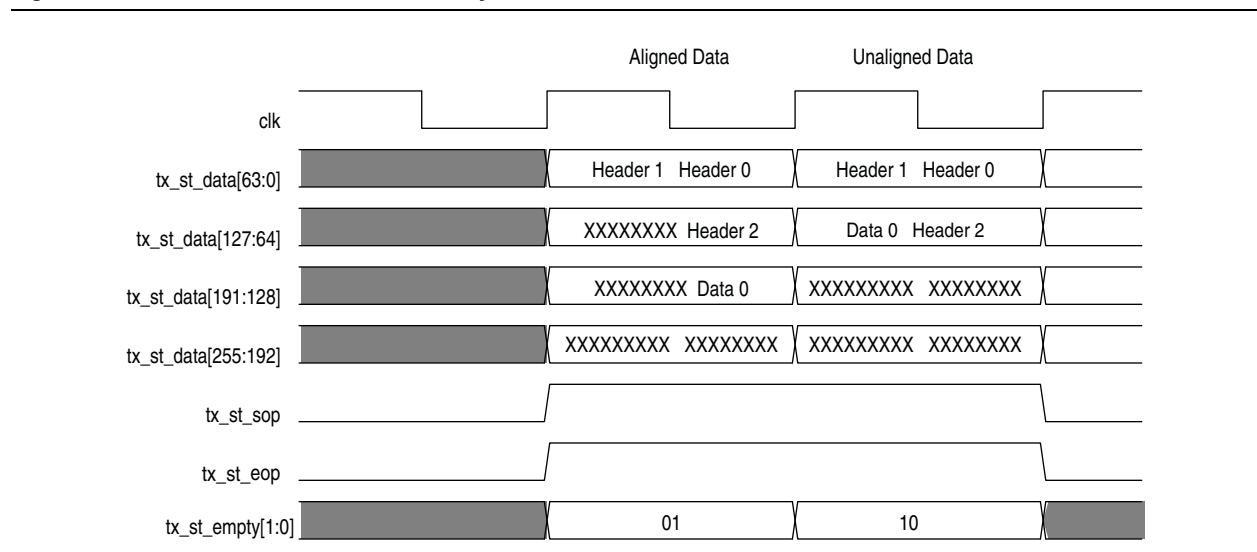 Aligned Data Unaligned Data
clk
tx_st_data[63:0] Header 1 Header 0 Header 1 Header 0
tx_st_data[127:64] XXXXXXXX Header 2 Data 0 Header 2
tx_st_data[191:128] XXXXXXXX Data 0 XXXXXXXXX XXXXXXXX
tx_st_data[255:192] XXXXXXXXX XXXXXXXX XXXXXXXXX XXXXXXXX
tx_st_sop
tx_st_eop
tx_st_empty[1:0] 01 10